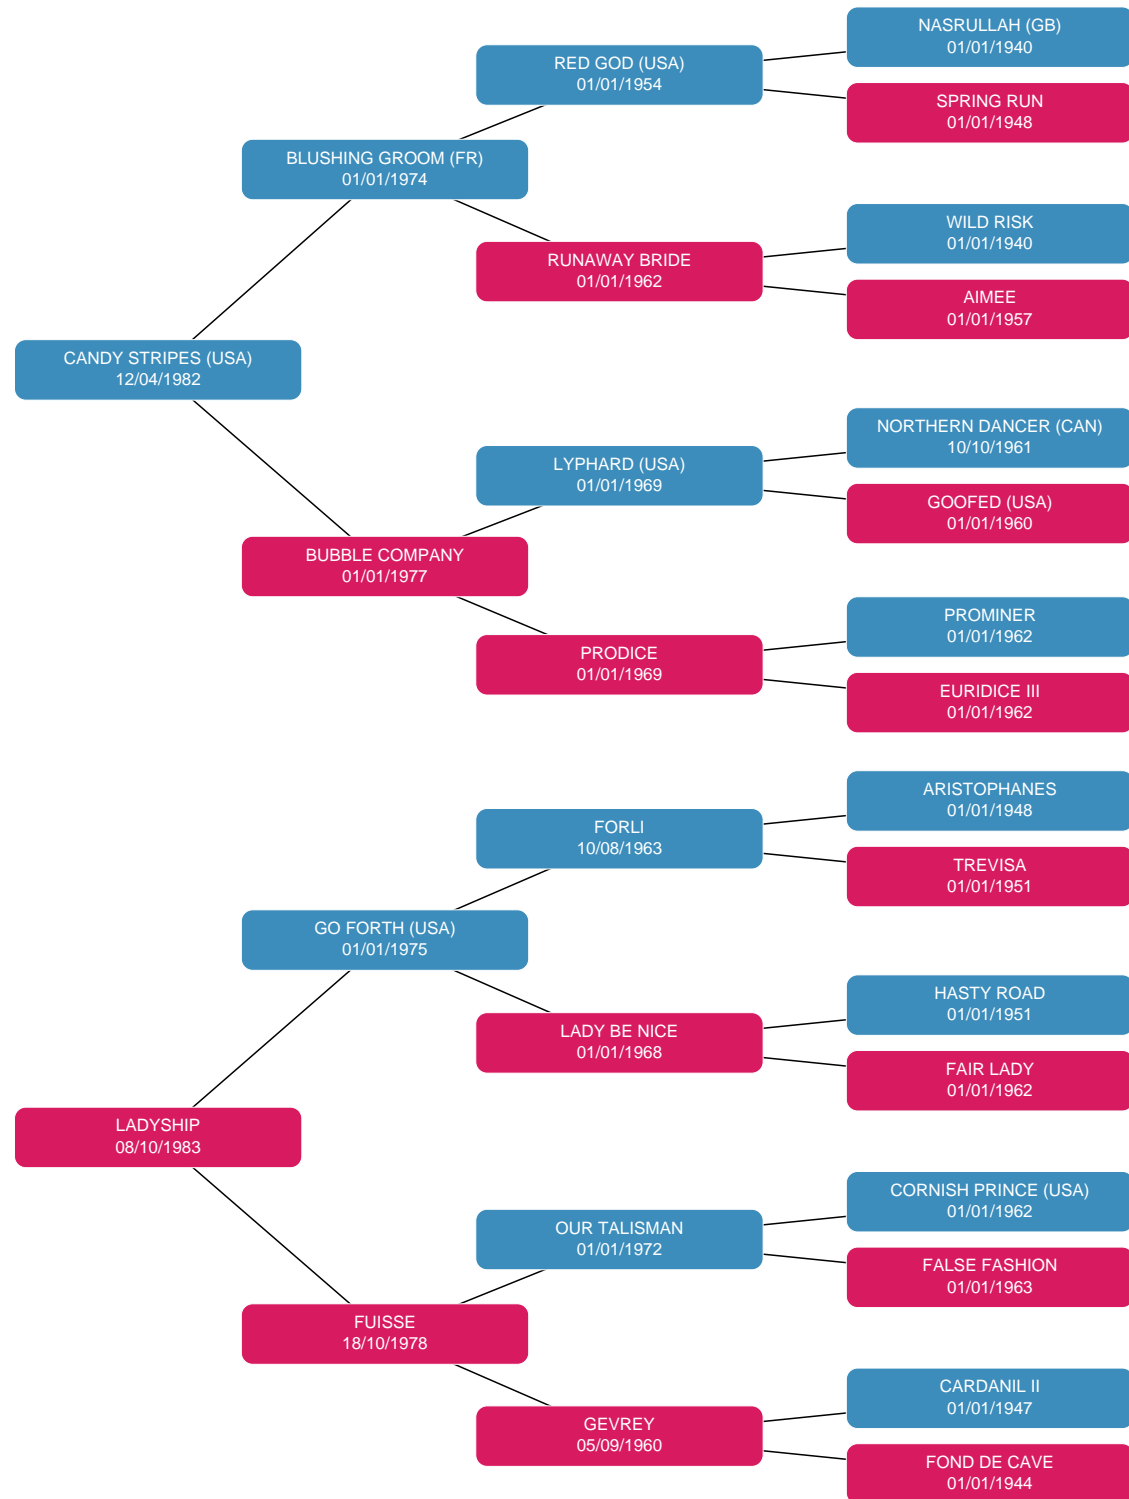 NASRULLAH (GB)
01/01/1940
RED GOD (USA)
01/01/1954
SPRING RUN
01/01/1948
BLUSHING GROOM (FR)
01/01/1974
WILD RISK
01/01/1940
RUNAWAY BRIDE
01/01/1962
AIMEE
01/01/1957
CANDY STRIPES (USA)
12/04/1982
NORTHERN DANCER (CAN)
10/10/1961
LYPHARD (USA)
01/01/1969
GOOFED (USA)
01/01/1960
BUBBLE COMPANY
01/01/1977
PROMINER
01/01/1962
PRODICE
01/01/1969
EURIDICE III
01/01/1962
ARISTOPHANES
01/01/1948
FORLI
10/08/1963
TREVISA
01/01/1951
GO FORTH (USA)
01/01/1975
HASTY ROAD
01/01/1951
LADY BE NICE
01/01/1968
FAIR LADY
01/01/1962
LADYSHIP
08/10/1983
CORNISH PRINCE (USA)
01/01/1962
OUR TALISMAN
01/01/1972
FALSE FASHION
01/01/1963
FUISSE
18/10/1978
CARDANIL II
01/01/1947
GEVREY
05/09/1960
FOND DE CAVE
01/01/1944